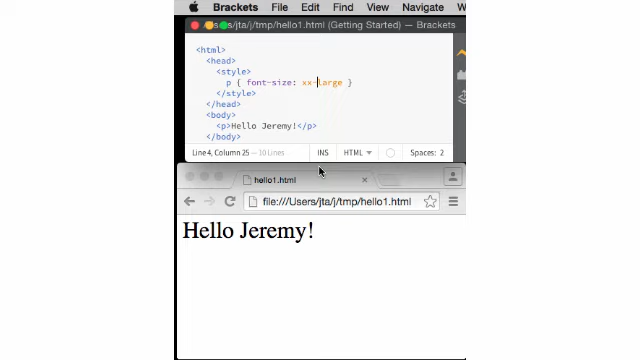 Brackets File Edit Find View Navigate
/Users/jta/j/tmp/hello1.html (Getting Started) — Brackets
<html>
<head>
<style>
p { font-size: xx-large }
</style>
</head>
<body>
<p>Hello Jeremy!</p>
</body>
Line 4, Column 25 — 10 Lines INS HTML Spaces: 2
hello1.html
file:///Users/jta/j/tmp/hello1.html
Hello Jeremy!